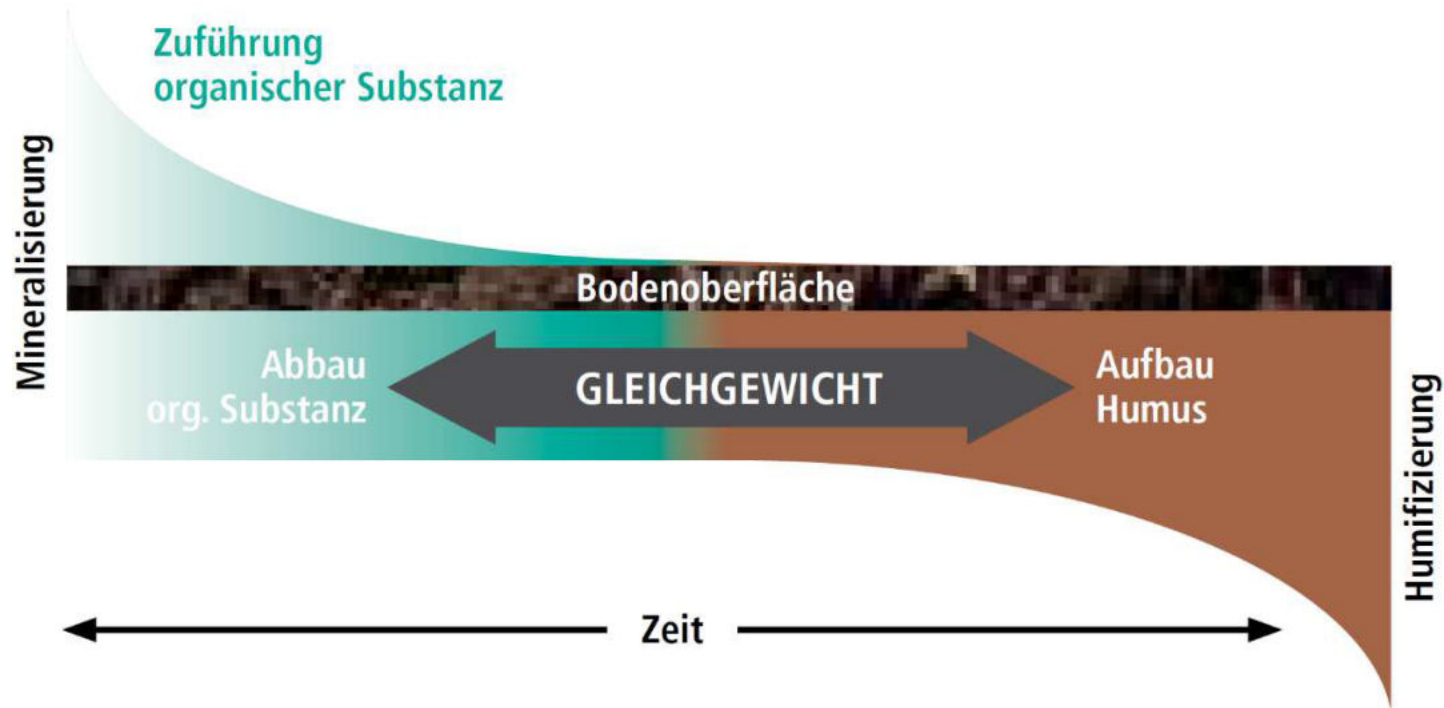 Zuführung
organischer Substanz
Mineralisierung
Bodenoberfläche
Abbau
org. Substanz
GLEICHGEWICHT
Aufbau
Humus
Humifizierung
Zeit